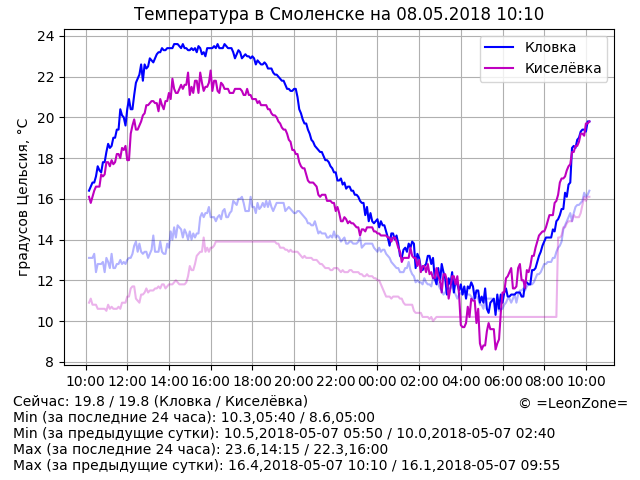 Температура в Смоленске на 08.05.2018 10:10
градусов Цельсия, °C
24
22
20
18
16
14
12
10
8
Кловка
Киселёвка
10:00 12:00 14:00 16:00 18:00 20:00 22:00 00:00 02:00 04:00 06:00 08:00 10:00
Сейчас: 19.8 / 19.8 (Кловка / Киселёвка)
© =LeonZone=
Min (за последние 24 часа): 10.3,05:40 / 8.6,05:00
Min (за предыдущие сутки): 10.5,2018-05-07 05:50 / 10.0,2018-05-07 02:40
Max (за последние 24 часа): 23.6,14:15 / 22.3,16:00
Max (за предыдущие сутки): 16.4,2018-05-07 10:10 / 16.1,2018-05-07 09:55